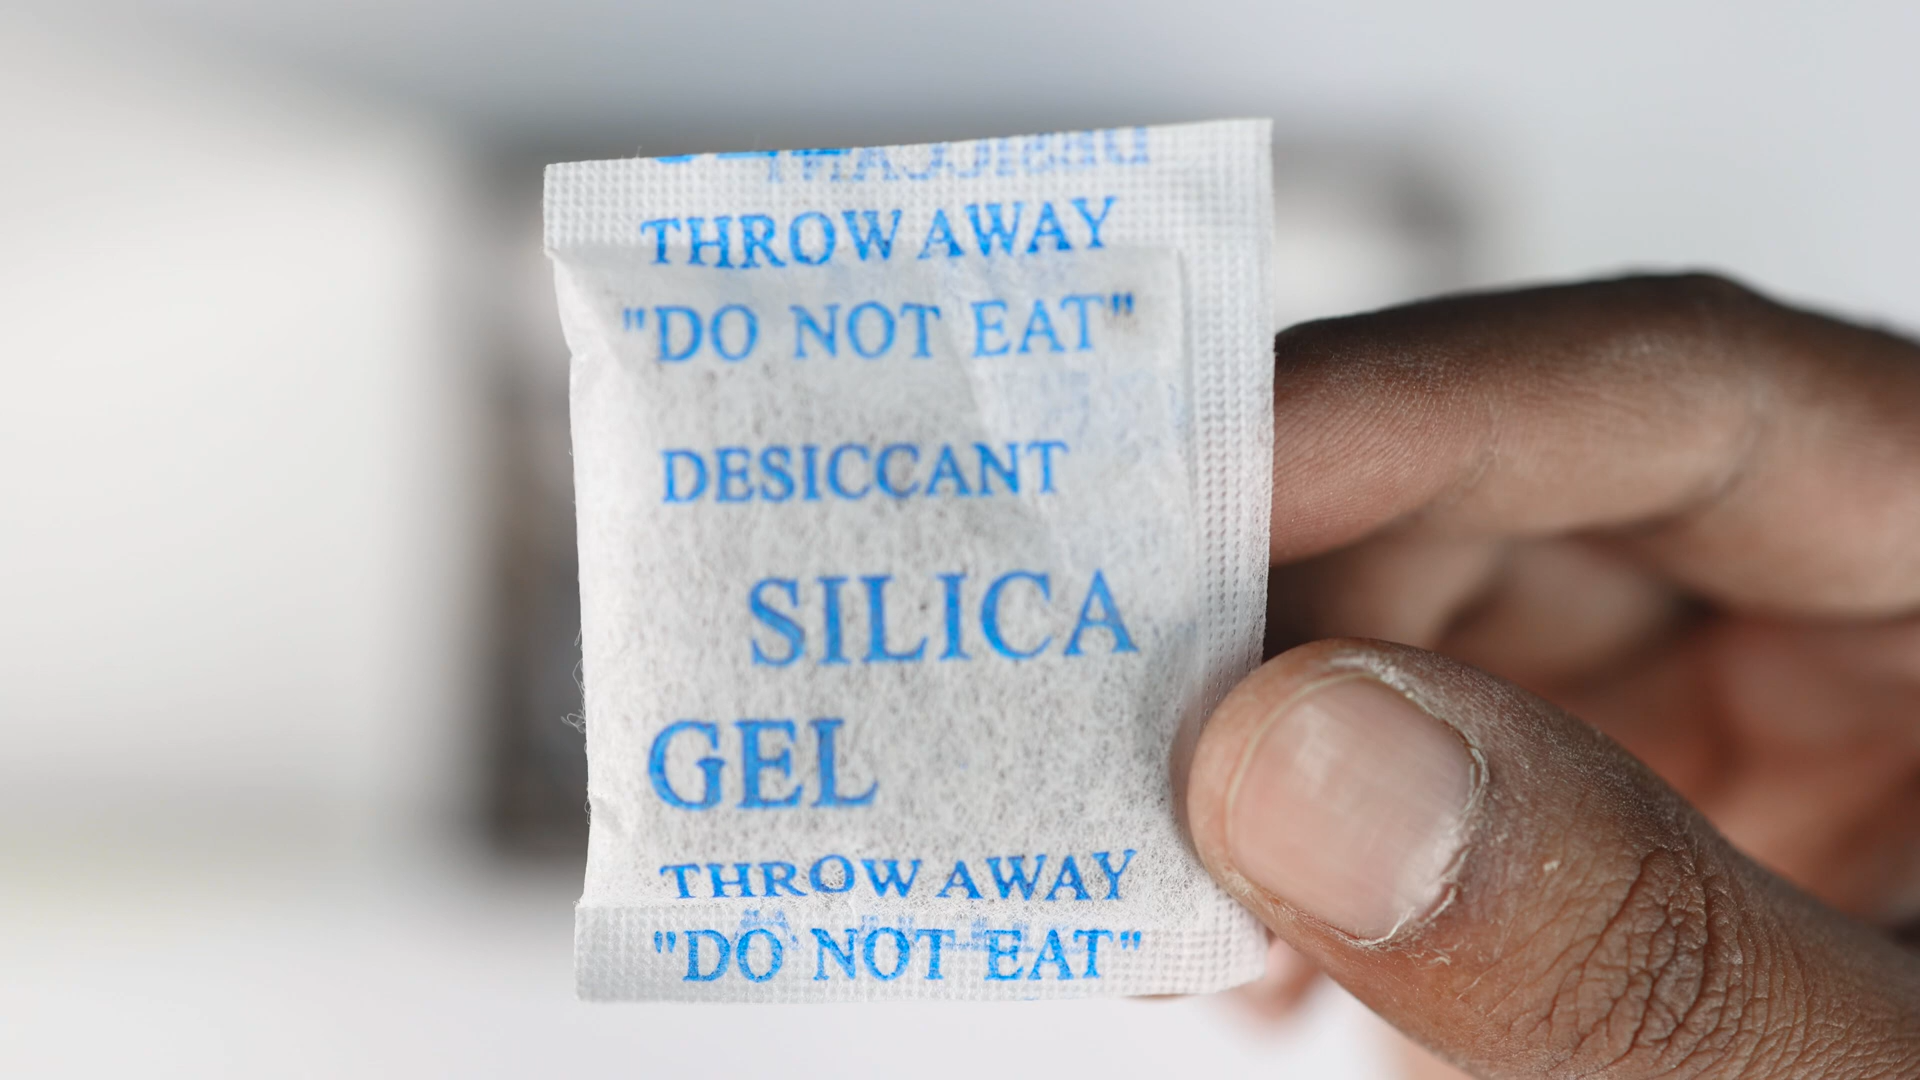 THROW AWAY
"DO NOT EAT"
DESICCANT
SILICA
GEL
THROW AWAY
"DO NOT EAT"